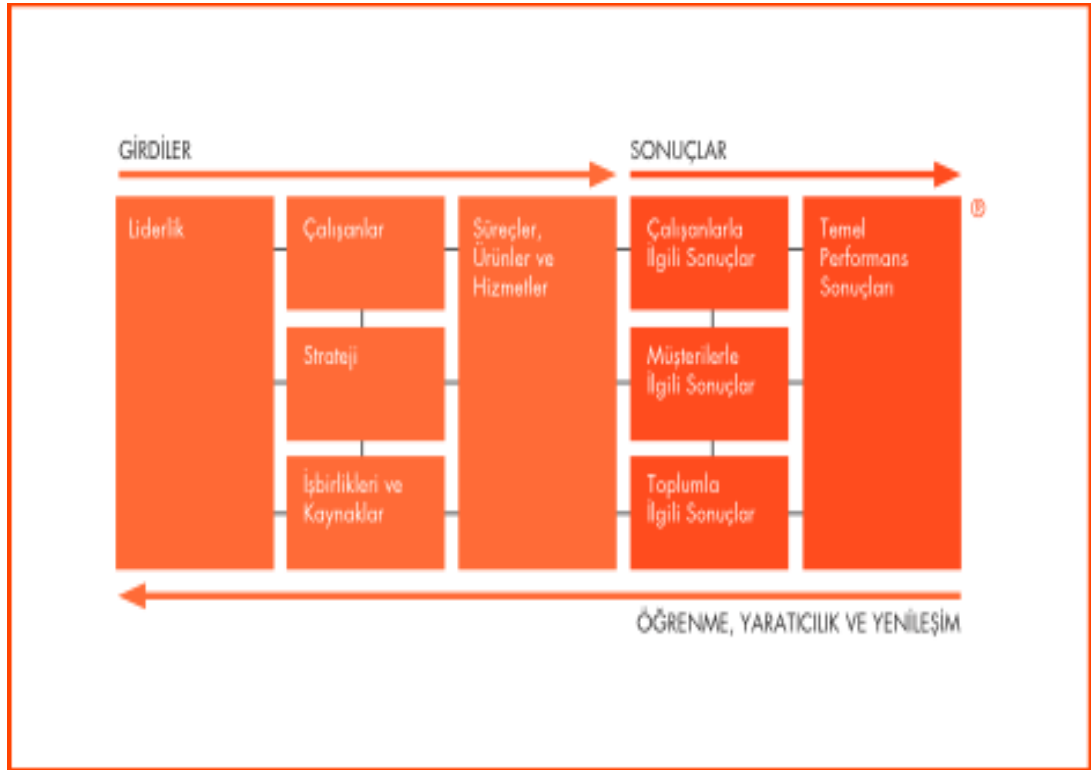 GİRDİLER
SONUÇLAR
Liderlik
Çalışanlar
Strateji
İşbirlikleri ve
Kaynaklar
Süreçler,
Ürünler ve
Hizmetler
Çalışanlarla
İlgili Sonuçlar
Müşterilerle
İlgili Sonuçlar
Toplumla
İlgili Sonuçlar
Temel
Performans
Sonuçları
®
ÖĞRENME, YARATICILIK VE YENİLEŞİM